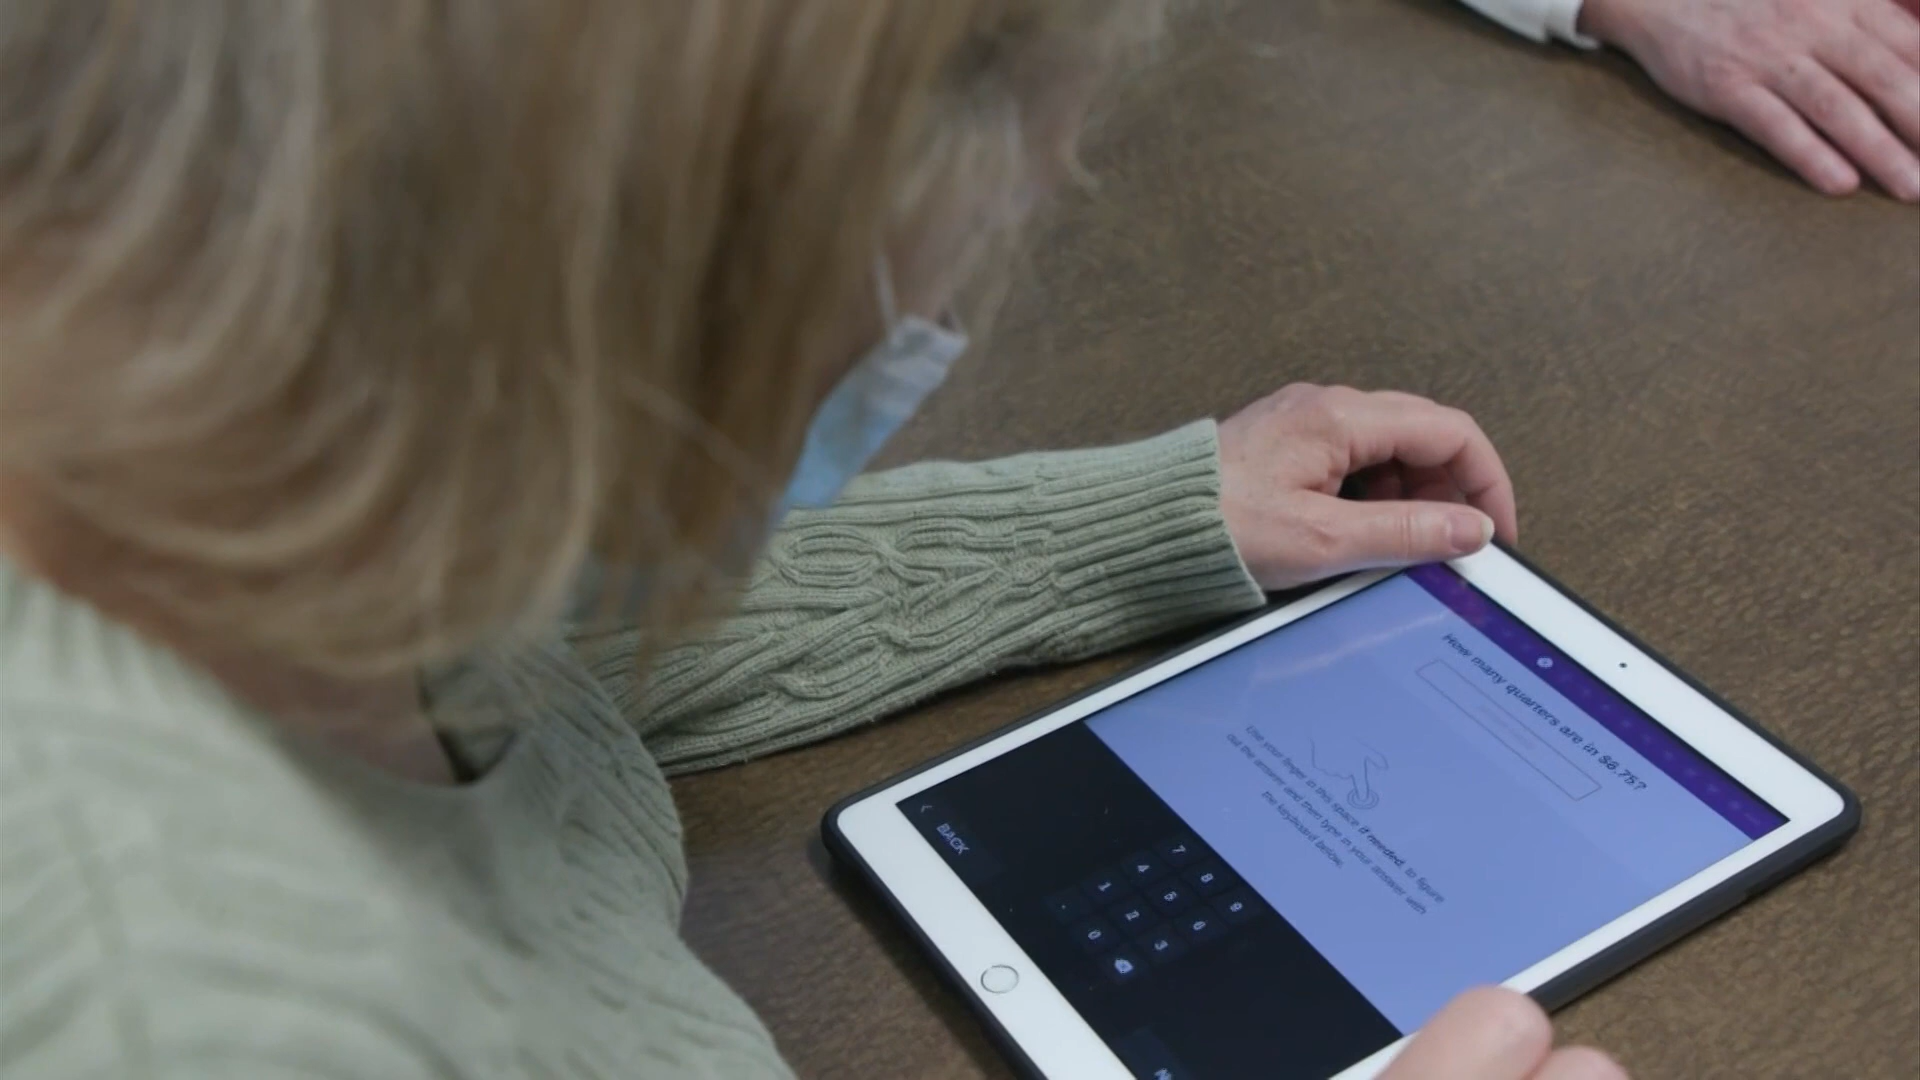 How many quarters are in $6.75?
Use your finger in this space if needed, to figure
out the answer and then type in your answer with
the keyboard below.
< BACK
7 8 9
4 5 6
1 2 3
. 0